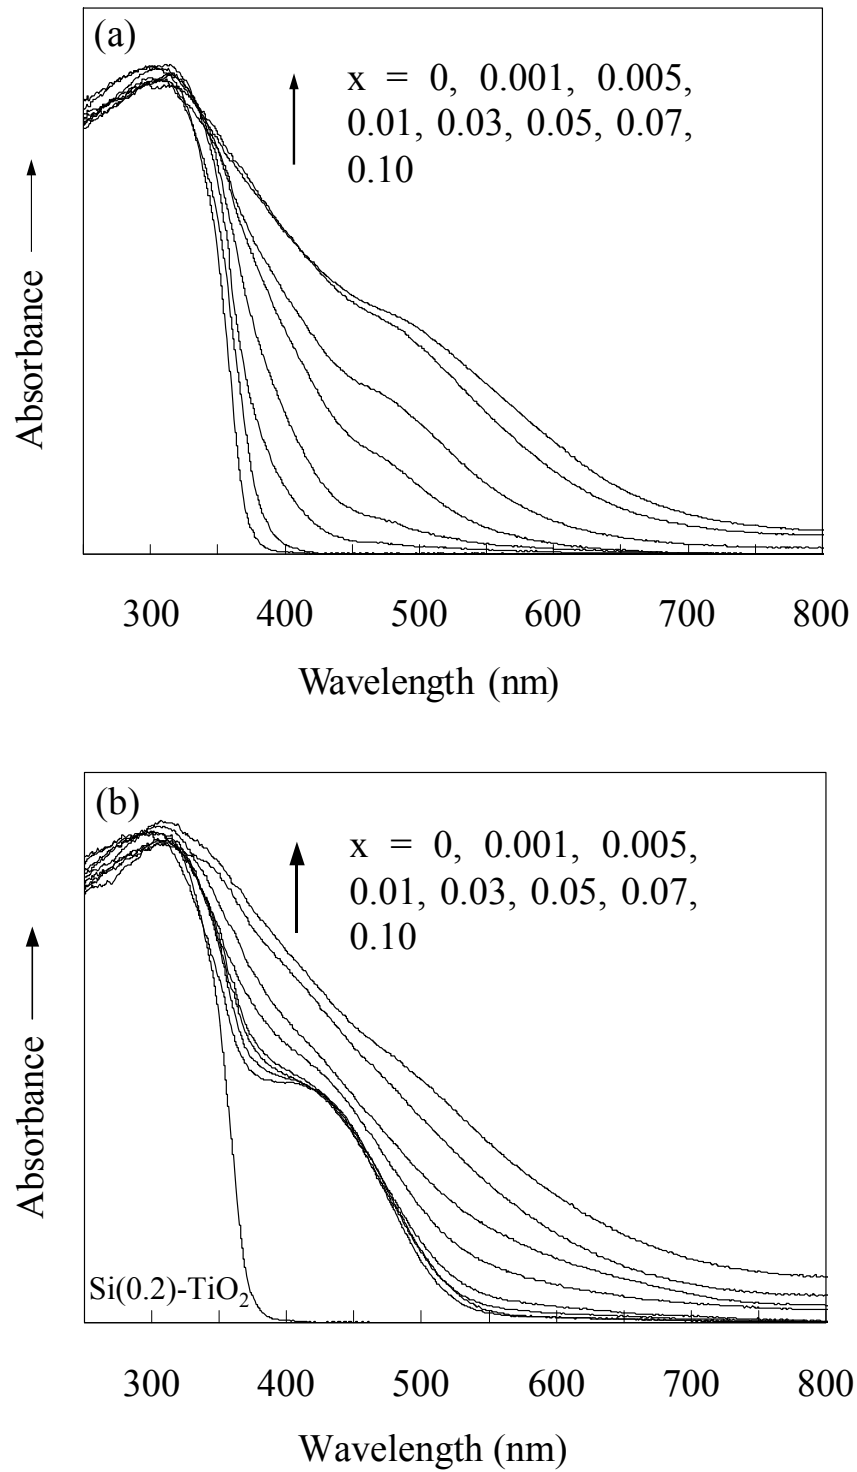 (a)
x = 0, 0.001, 0.005,
0.01, 0.03, 0.05, 0.07,
0.10
Absorbance
300 400 500 600 700 800
Wavelength (nm)
(b)
x = 0, 0.001, 0.005,
0.01, 0.03, 0.05, 0.07,
0.10
Absorbance
Si(0.2)-TiO₂
300 400 500 600 700 800
Wavelength (nm)